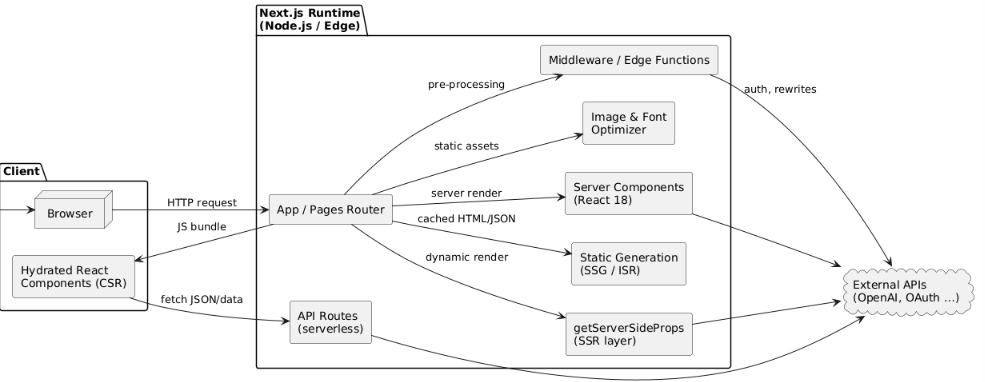 Next.js Runtime
(Node.js / Edge)
Middleware / Edge Functions
pre-processing
auth, rewrites
Image & Font
Optimizer
static assets
Client
Browser
HTTP request
App / Pages Router
server render
Server Components
(React 18)
cached HTML/JSON
JS bundle
Static Generation
(SSG / ISR)
dynamic render
Hydrated React
Components (CSR)
External APIs
(OpenAI, OAuth ...)
fetch JSON/data
API Routes
(serverless)
getServerSideProps
(SSR layer)